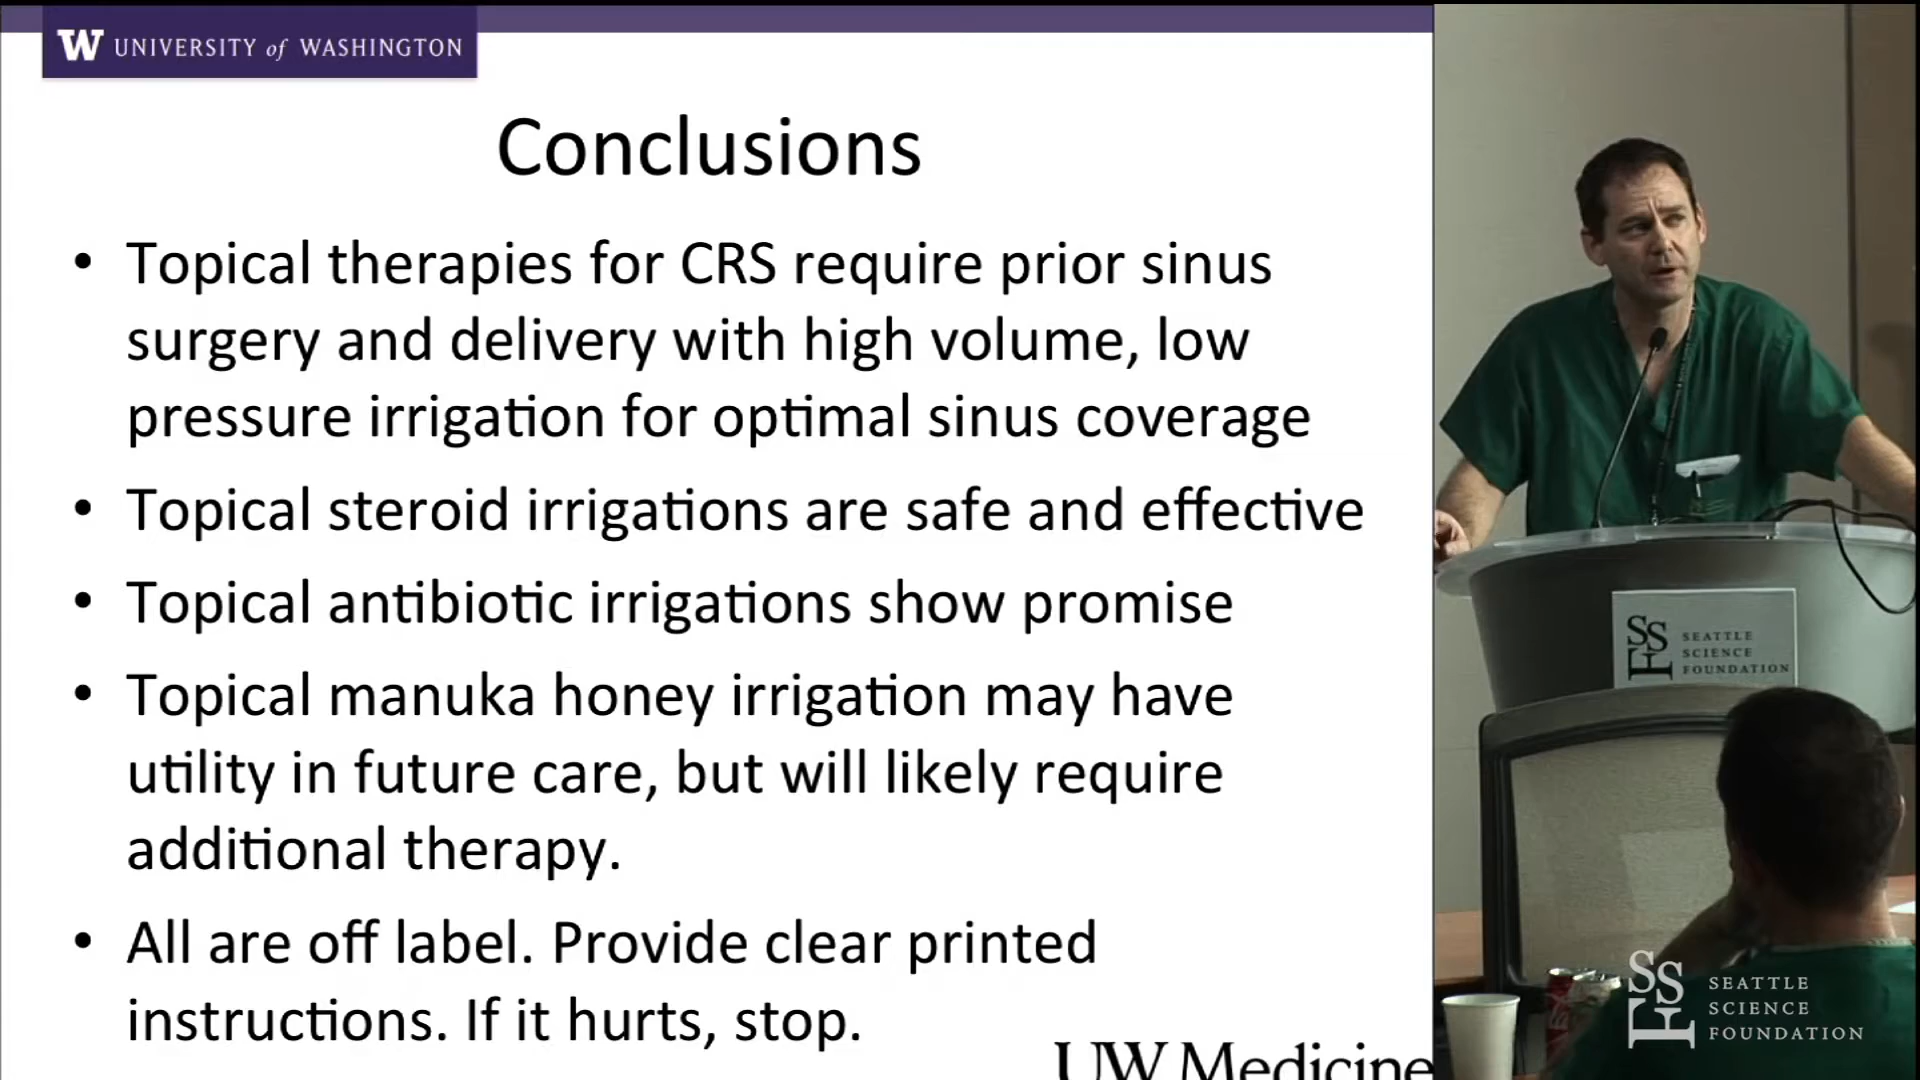 W UNIVERSITY of WASHINGTON
Conclusions
• Topical therapies for CRS require prior sinus
surgery and delivery with high volume, low
pressure irrigation for optimal sinus coverage
• Topical steroid irrigations are safe and effective
• Topical antibiotic irrigations show promise
• Topical manuka honey irrigation may have
utility in future care, but will likely require
additional therapy.
• All are off label. Provide clear printed
instructions. If it hurts, stop.
UW Medicine
SSF
SEATTLE
SCIENCE
FOUNDATION
SSF
SEATTLE
SCIENCE
FOUNDATION